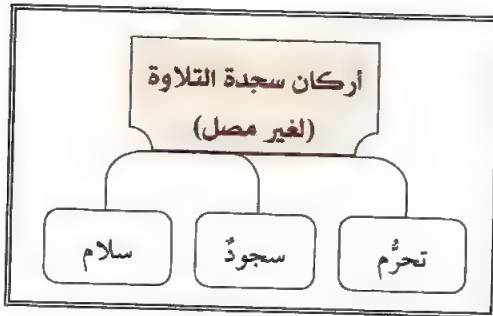 أركان سجدة التلاوة
(لغير مصل)
تحرُّم
سجودٌ
سلام